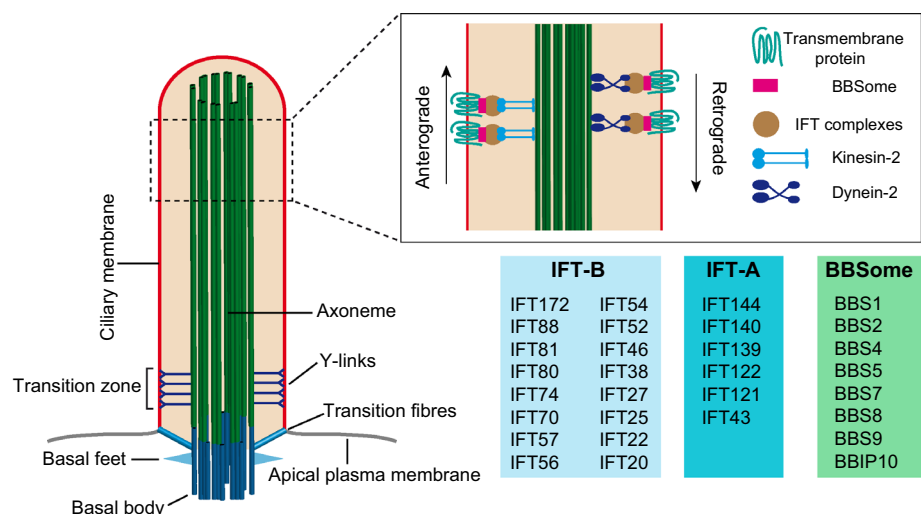 Ciliary membrane
Axoneme
Y-links
Transition zone
Transition fibres
Basal feet
Apical plasma membrane
Basal body
Anterograde
Retrograde
Transmembrane
protein
BBSome
IFT complexes
Kinesin-2
Dynein-2
IFT-B
IFT172 IFT54
IFT88 IFT52
IFT81 IFT46
IFT80 IFT38
IFT74 IFT27
IFT70 IFT25
IFT57 IFT22
IFT56 IFT20
IFT-A
IFT144
IFT140
IFT139
IFT122
IFT121
IFT43
BBSome
BBS1
BBS2
BBS4
BBS5
BBS7
BBS8
BBS9
BBIP10